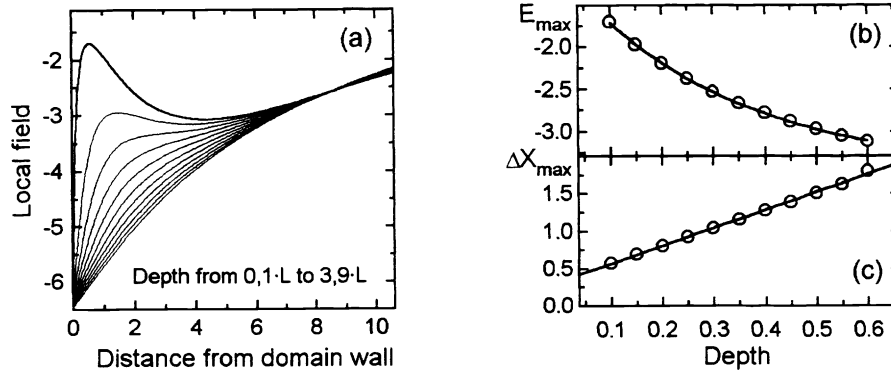 (a)
-2
-3
-4
-5
-6
Local field
Depth from 0,1·L to 3,9·L
0 2 4 6 8 10
Distance from domain wall
E_max
(b)
-2.0
-2.5
-3.0
ΔX_max
1.5
1.0
0.5
0.0
(c)
0.1 0.2 0.3 0.4 0.5 0.6
Depth